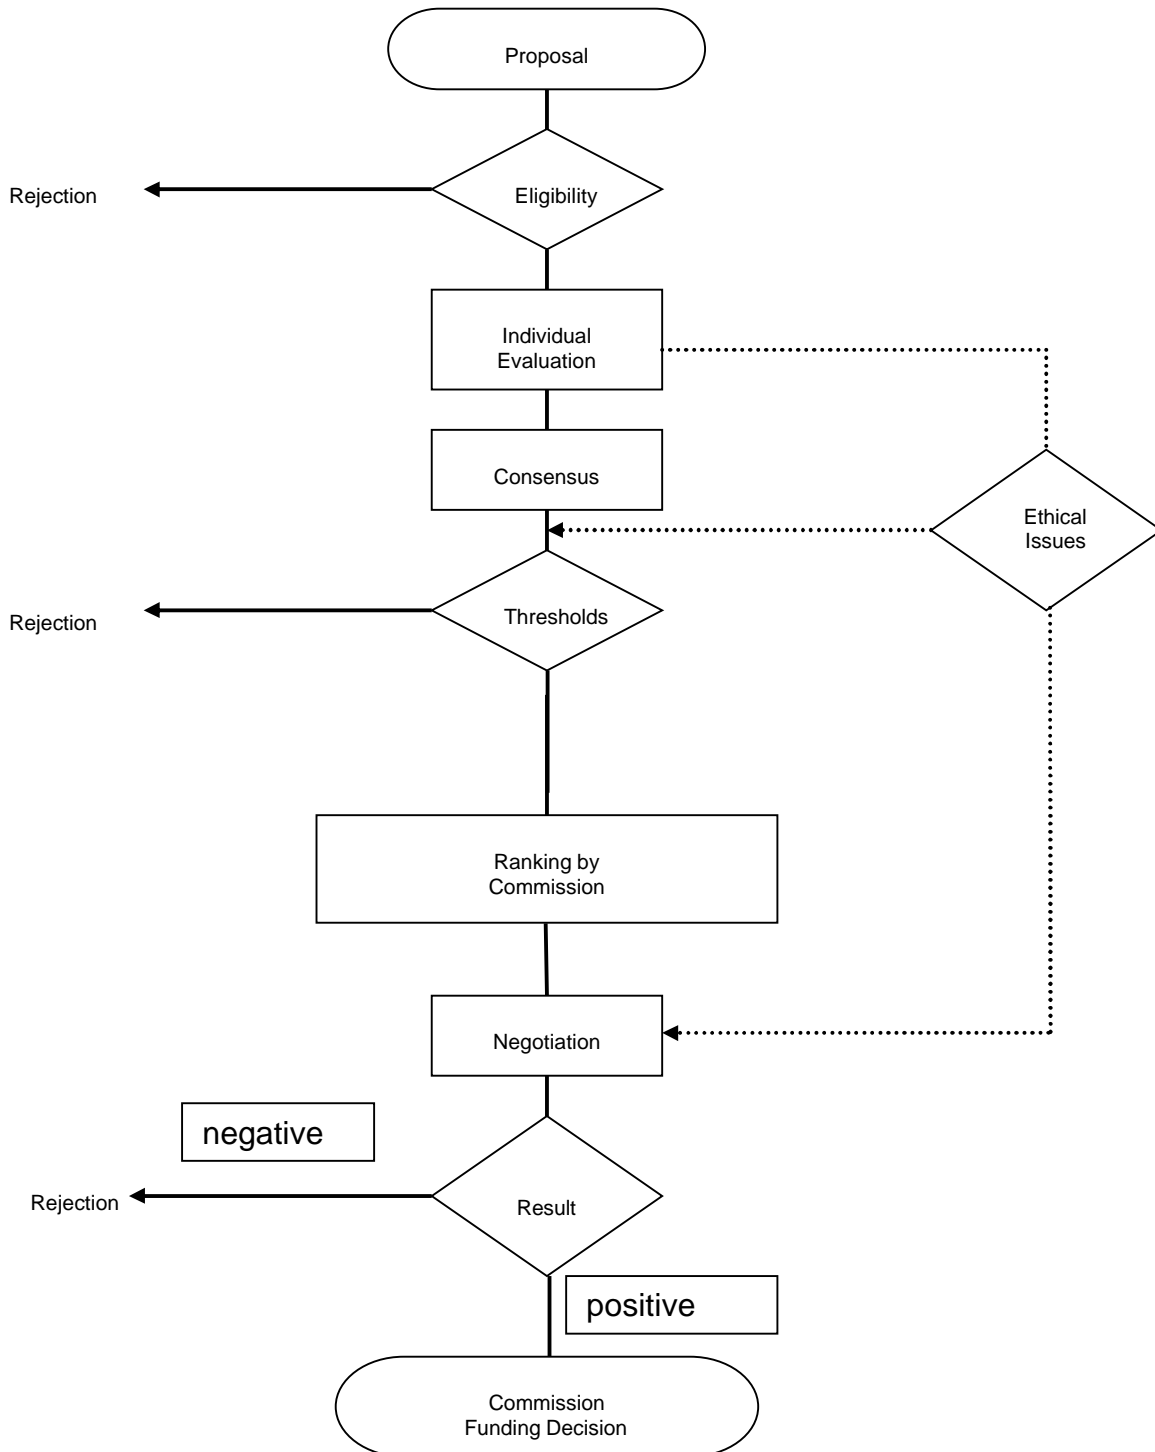 Proposal
Rejection
Eligibility
Individual
Evaluation
Consensus
Ethical
Issues
Rejection
Thresholds
Ranking by
Commission
Negotiation
negative
Rejection
Result
positive
Commission
Funding Decision